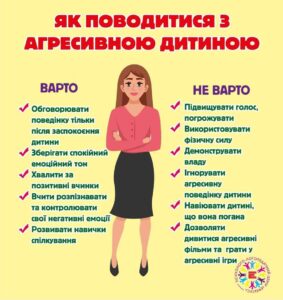 ЯК ПОВОДИТИСЯ З
АГРЕСИВНОЮ ДИТИНОЮ
ВАРТО
Обговорювати
поведінку тільки
після заспокоєння
дитини
Зберігати спокійний
емоційний тон
Хвалити за
позитивні вчинки
Вчити розпізнавати
та контролювати
свої негативні емоції
Розвивати навички
спілкування
НЕ ВАРТО
Підвищувати голос,
погрожувати
Використовувати
фізичну силу
Демонструвати
владу
Ігнорувати
агресивну
поведінку дитини
Навіювати дитині,
що вона погана
Дозволяти
дивитися агресивні
фільми та грати у
агресивні ігри